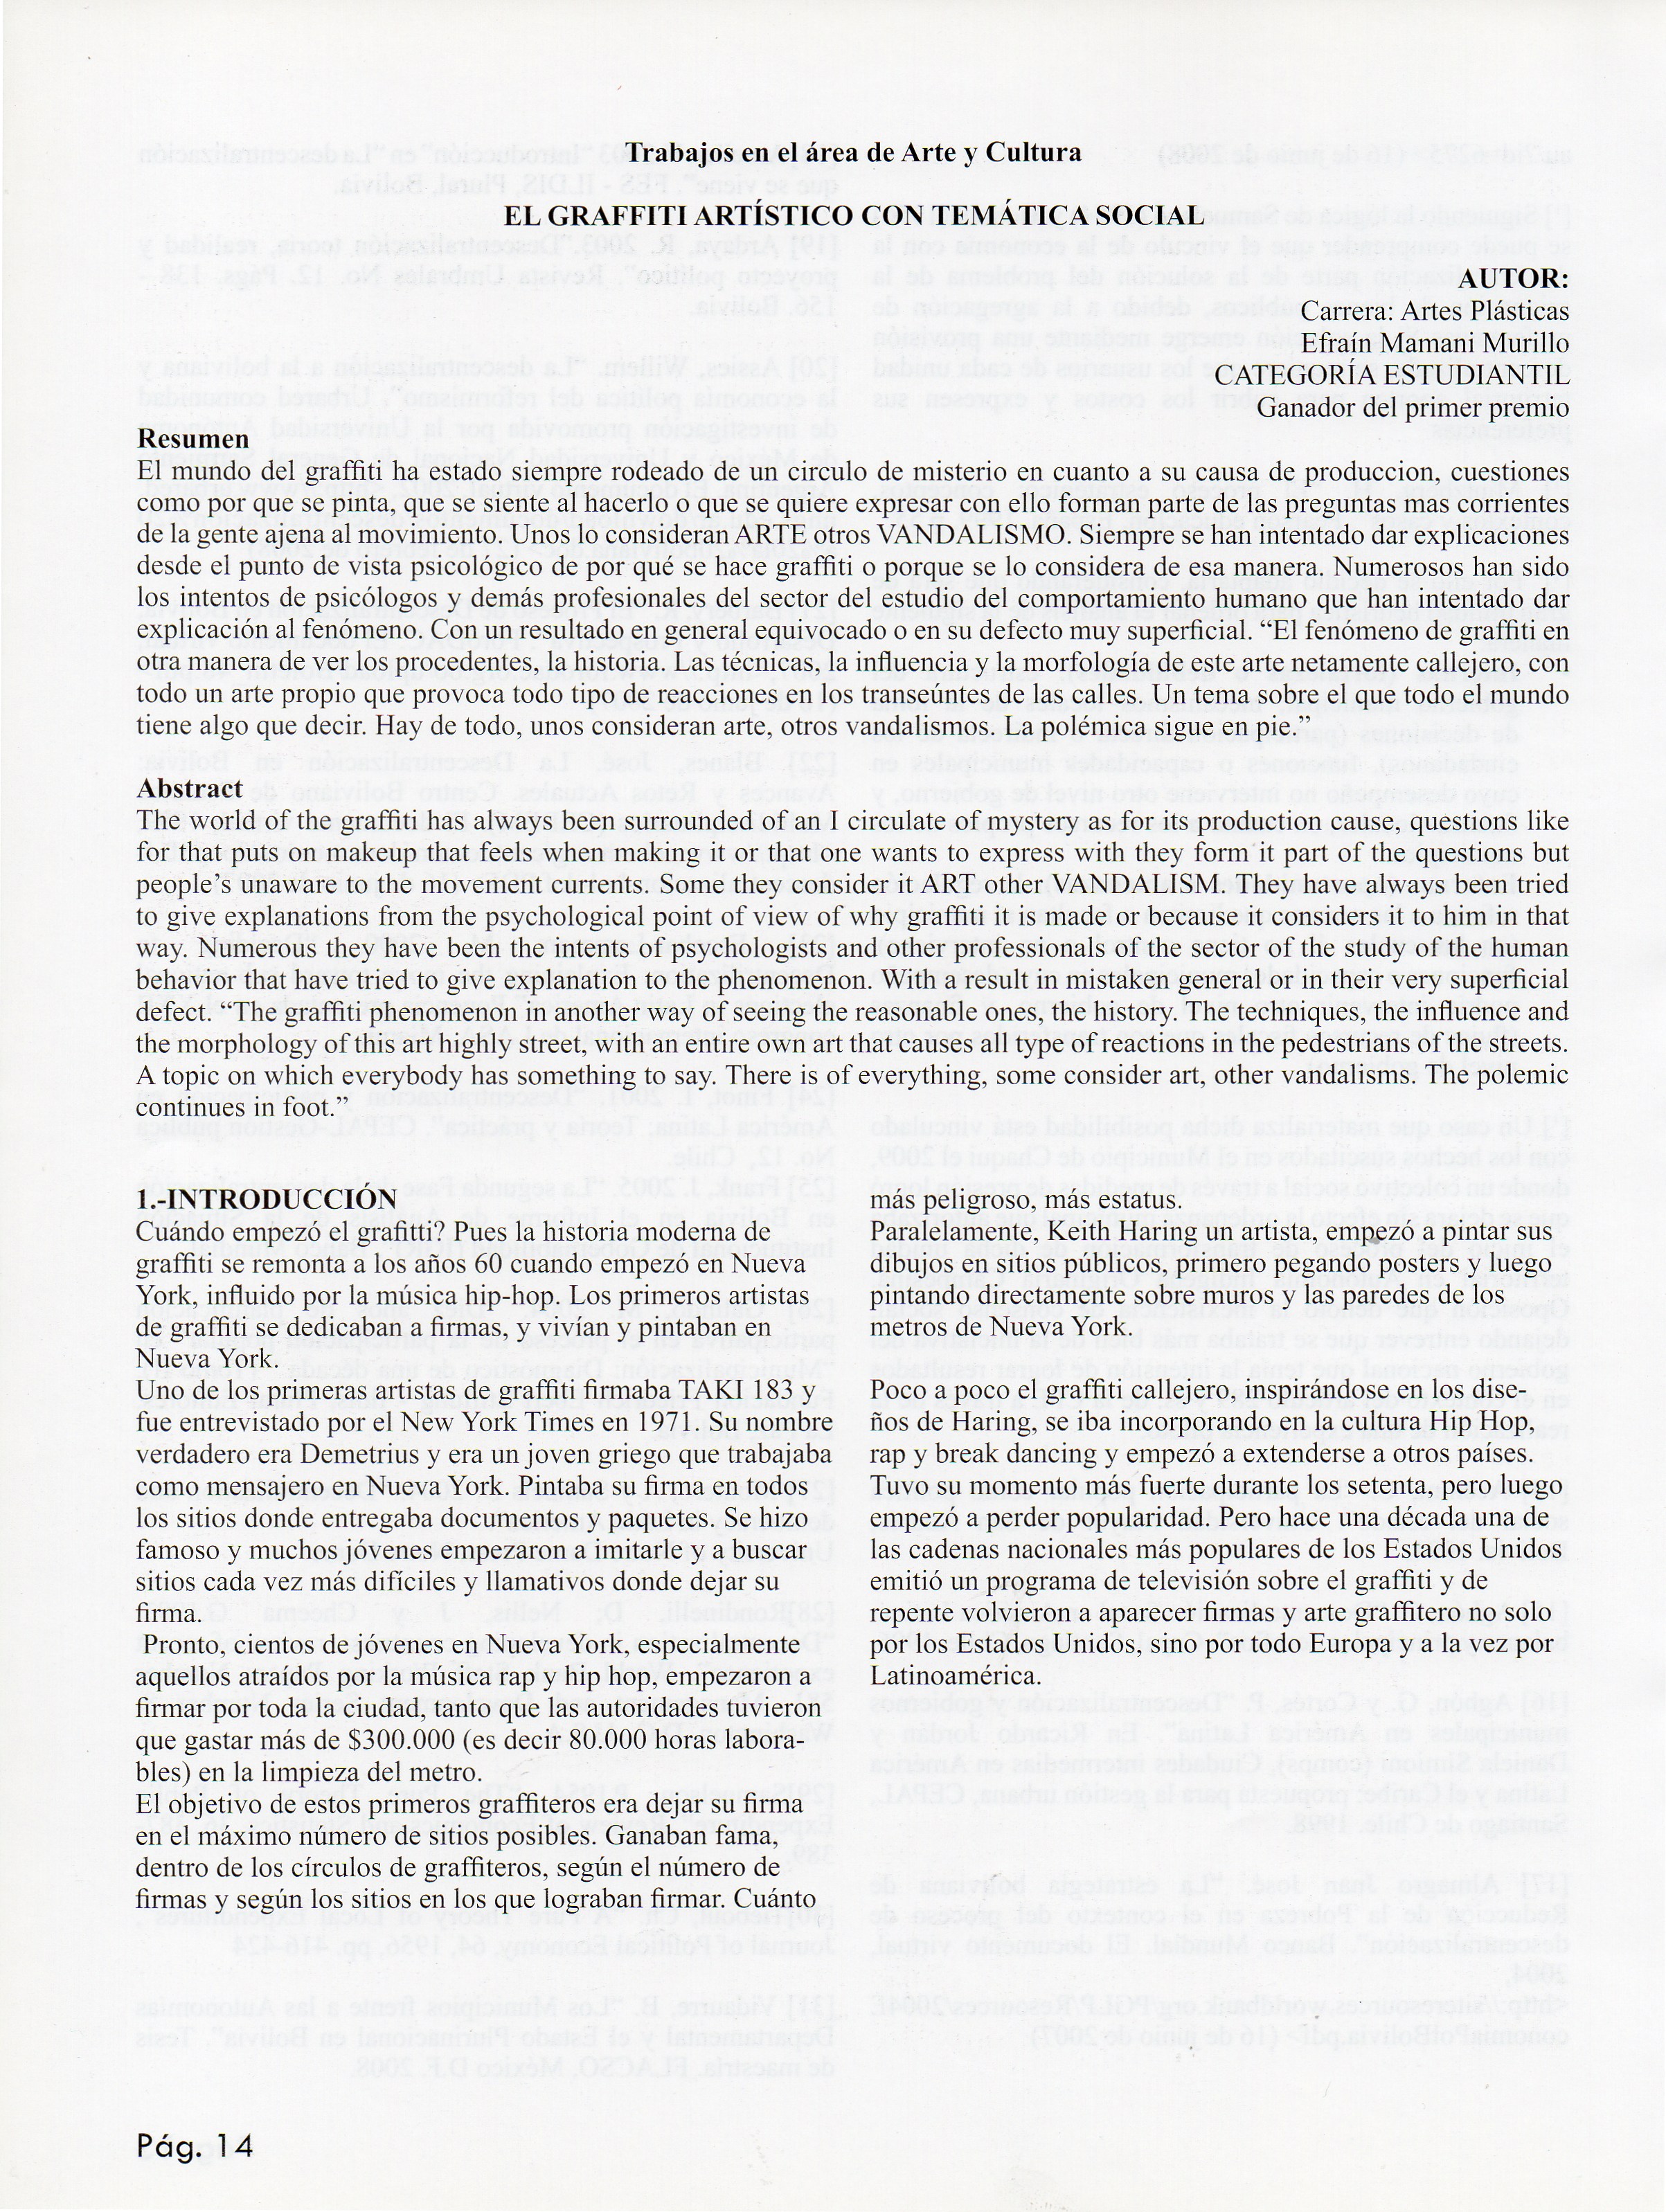 Trabajos en el área de Arte y Cultura
EL GRAFFITI ARTÍSTICO CON TEMÁTICA SOCIAL
AUTOR:
Carrera: Artes Plásticas
Efraín Mamani Murillo
CATEGORÍA ESTUDIANTIL
Ganador del primer premio
Resumen
El mundo del graffiti ha estado siempre rodeado de un circulo de misterio en cuanto a su causa de produccion, cuestiones
como por que se pinta, que se siente al hacerlo o que se quiere expresar con ello forman parte de las preguntas mas corrientes
de la gente ajena al movimiento. Unos lo consideran ARTE otros VANDALISMO. Siempre se han intentado dar explicaciones
desde el punto de vista psicológico de por qué se hace graffiti o porque se lo considera de esa manera. Numerosos han sido
los intentos de psicólogos y demás profesionales del sector del estudio del comportamiento humano que han intentado dar
explicación al fenómeno. Con un resultado en general equivocado o en su defecto muy superficial. “El fenómeno de graffiti en
otra manera de ver los procedentes, la historia. Las técnicas, la influencia y la morfología de este arte netamente callejero, con
todo un arte propio que provoca todo tipo de reacciones en los transeúntes de las calles. Un tema sobre el que todo el mundo
tiene algo que decir. Hay de todo, unos consideran arte, otros vandalismos. La polémica sigue en pie.”
Abstract
The world of the graffiti has always been surrounded of an I circulate of mystery as for its production cause, questions like
for that puts on makeup that feels when making it or that one wants to express with they form it part of the questions but
people’s unaware to the movement currents. Some they consider it ART other VANDALISM. They have always been tried
to give explanations from the psychological point of view of why graffiti it is made or because it considers it to him in that
way. Numerous they have been the intents of psychologists and other professionals of the sector of the study of the human
behavior that have tried to give explanation to the phenomenon. With a result in mistaken general or in their very superficial
defect. “The graffiti phenomenon in another way of seeing the reasonable ones, the history. The techniques, the influence and
the morphology of this art highly street, with an entire own art that causes all type of reactions in the pedestrians of the streets.
A topic on which everybody has something to say. There is of everything, some consider art, other vandalisms. The polemic
continues in foot.”
1.-INTRODUCCIÓN
Cuándo empezó el grafitti? Pues la historia moderna de
graffiti se remonta a los años 60 cuando empezó en Nueva
York, influido por la música hip-hop. Los primeros artistas
de graffiti se dedicaban a firmas, y vivían y pintaban en
Nueva York.
Uno de los primeras artistas de graffiti firmaba TAKI 183 y
fue entrevistado por el New York Times en 1971. Su nombre
verdadero era Demetrius y era un joven griego que trabajaba
como mensajero en Nueva York. Pintaba su firma en todos
los sitios donde entregaba documentos y paquetes. Se hizo
famoso y muchos jóvenes empezaron a imitarle y a buscar
sitios cada vez más difíciles y llamativos donde dejar su
firma.
Pronto, cientos de jóvenes en Nueva York, especialmente
aquellos atraídos por la música rap y hip hop, empezaron a
firmar por toda la ciudad, tanto que las autoridades tuvieron
que gastar más de $300.000 (es decir 80.000 horas labora-
bles) en la limpieza del metro.
El objetivo de estos primeros graffiteros era dejar su firma
en el máximo número de sitios posibles. Ganaban fama,
dentro de los círculos de graffiteros, según el número de
firmas y según los sitios en los que lograban firmar. Cuánto
más peligroso, más estatus.
Paralelamente, Keith Haring un artista, empezó a pintar sus
dibujos en sitios públicos, primero pegando posters y luego
pintando directamente sobre muros y las paredes de los
metros de Nueva York.
Poco a poco el graffiti callejero, inspirándose en los dise-
ños de Haring, se iba incorporando en la cultura Hip Hop,
rap y break dancing y empezó a extenderse a otros países.
Tuvo su momento más fuerte durante los setenta, pero luego
empezó a perder popularidad. Pero hace una década una de
las cadenas nacionales más populares de los Estados Unidos
emitió un programa de televisión sobre el graffiti y de
repente volvieron a aparecer firmas y arte graffitero no solo
por los Estados Unidos, sino por todo Europa y a la vez por
Latinoamérica.
Pág. 14